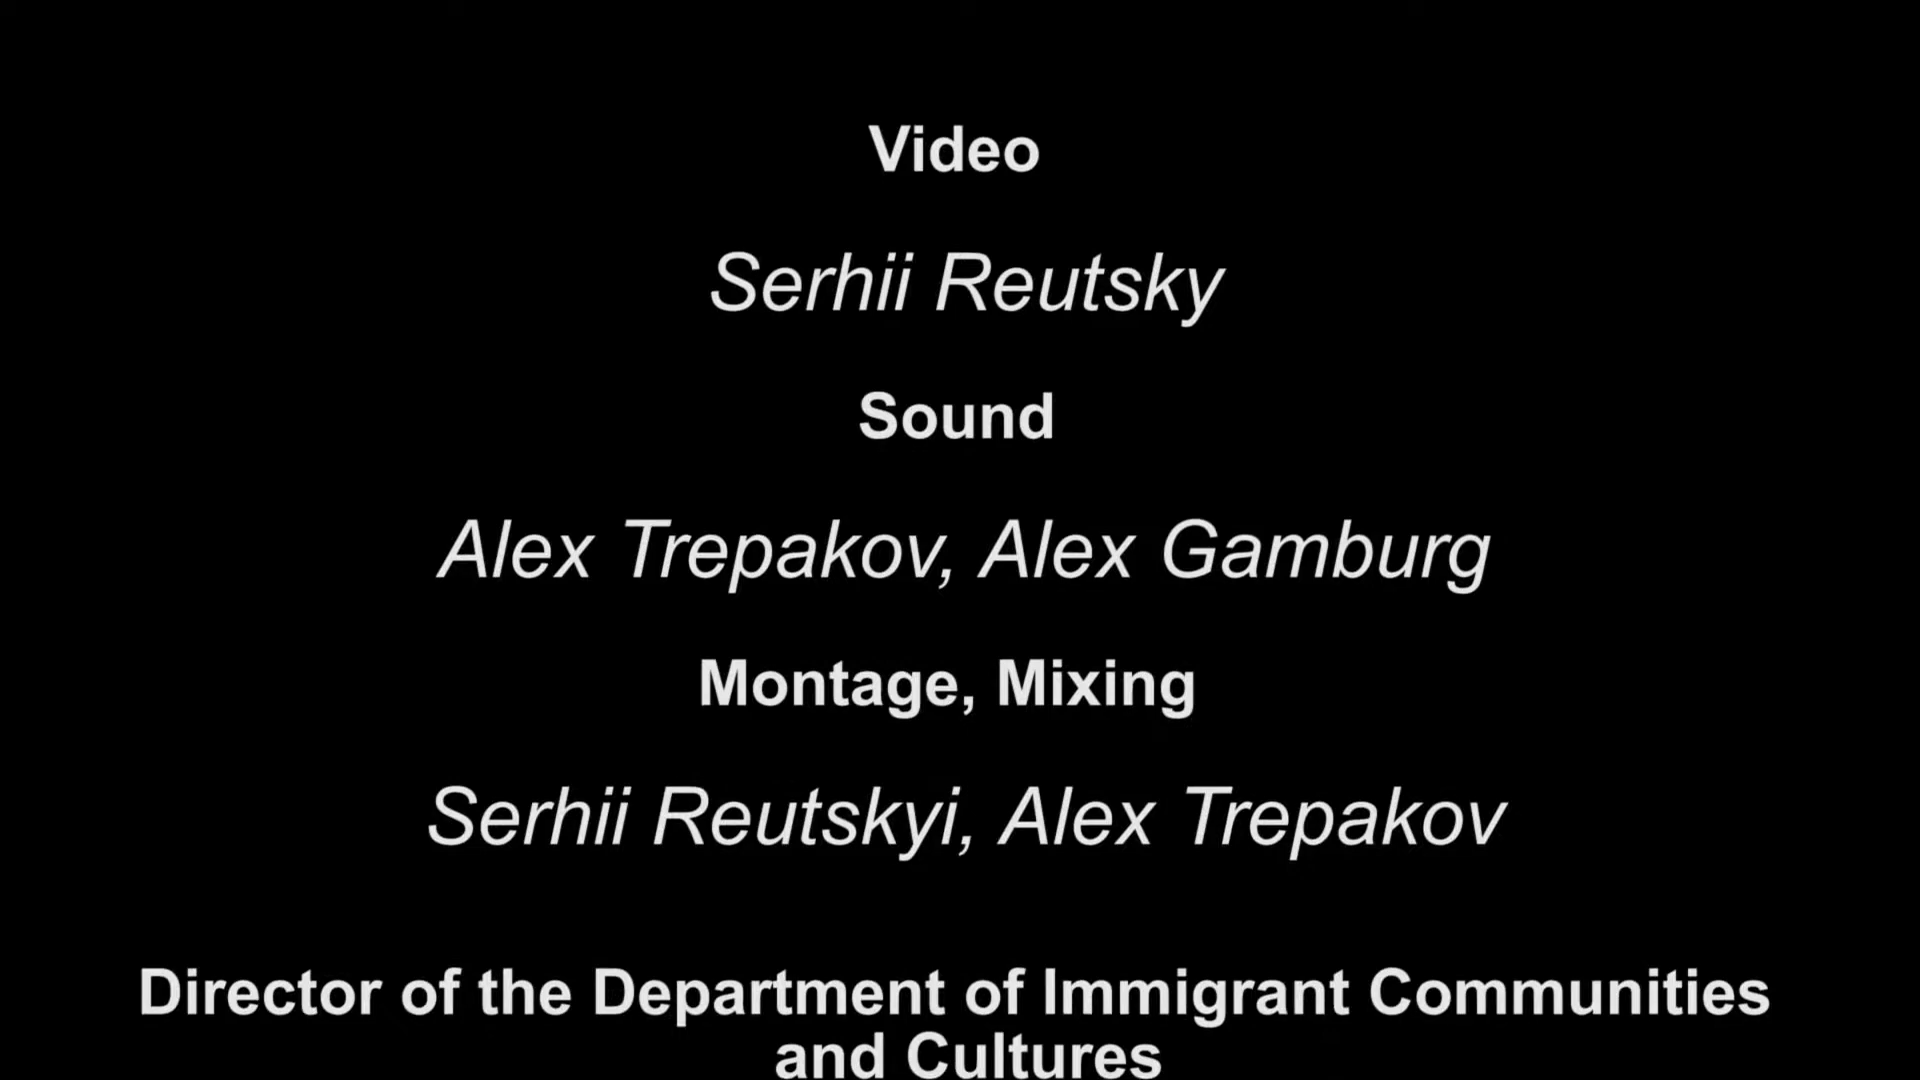 Video
Serhii Reutsky
Sound
Alex Trepakov, Alex Gamburg
Montage, Mixing
Serhii Reutskyi, Alex Trepakov
Director of the Department of Immigrant Communities
and Cultures